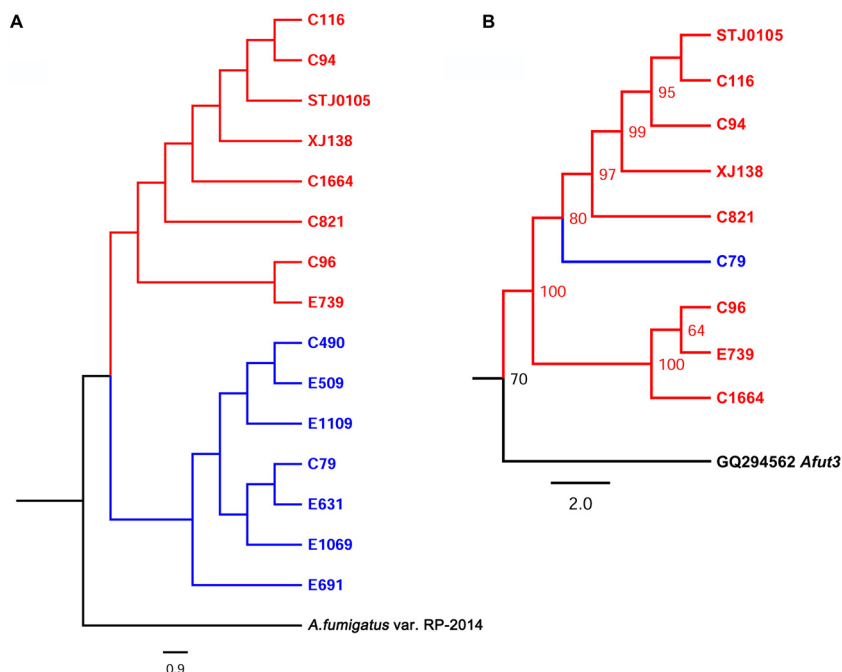 A
C116
C94
STJ0105
XJ138
C1664
C821
C96
E739
C490
E509
E1109
C79
E631
E1069
E691
A.fumigatus var. RP-2014
0.9
B
STJ0105
C116
95
C94
99
XJ138
97
C821
80
C79
100
C96
64
E739
100
C1664
70
GQ294562 Afut3
2.0